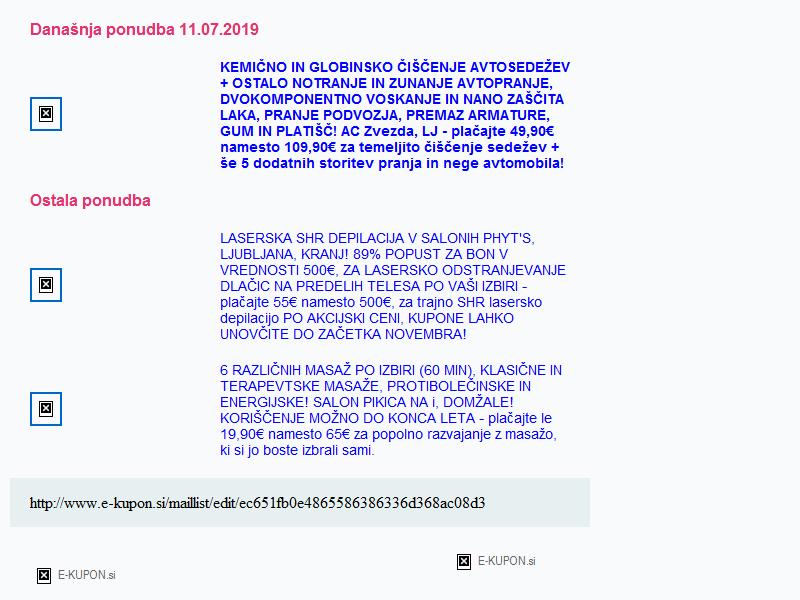 Današnja ponudba 11.07.2019
KEMIČNO IN GLOBINSKO ČIŠČENJE AVTOSEDEŽEV
+ OSTALO NOTRANJE IN ZUNANJE AVTOPRANJE,
DVOKOMPONENTNO VOSKANJE IN NANO ZAŠČITA
LAKA, PRANJE PODVOZJA, PREMAZ ARMATURE,
GUM IN PLATIŠČ! AC Zvezda, LJ - plačajte 49,90€
namesto 109,90€ za temeljito čiščenje sedežev +
še 5 dodatnih storitev pranja in nege avtomobila!
Ostala ponudba
LASERSKA SHR DEPILACIJA V SALONIH PHYT'S,
LJUBLJANA, KRANJ! 89% POPUST ZA BON V
VREDNOSTI 500€, ZA LASERSKO ODSTRANJEVANJE
DLAČIC NA PREDELIH TELESA PO VAŠI IZBIRI -
plačajte 55€ namesto 500€, za trajno SHR lasersko
depilacijo PO AKCIJSKI CENI, KUPONE LAHKO
UNOVČITE DO ZAČETKA NOVEMBRA!
6 RAZLIČNIH MASAŽ PO IZBIRI (60 MIN), KLASIČNE IN
TERAPEVTSKE MASAŽE, PROTIBOLEČINSKE IN
ENERGIJSKE! SALON PIKICA NA i, DOMŽALE!
KORIŠČENJE MOŽNO DO KONCA LETA - plačajte le
19,90€ namesto 65€ za popolno razvajanje z masažo,
ki si jo boste izbrali sami.
http://www.e-kupon.si/maillist/edit/ec651fb0e4865586386336d368ac08d3
E-KUPON.si
E-KUPON.si